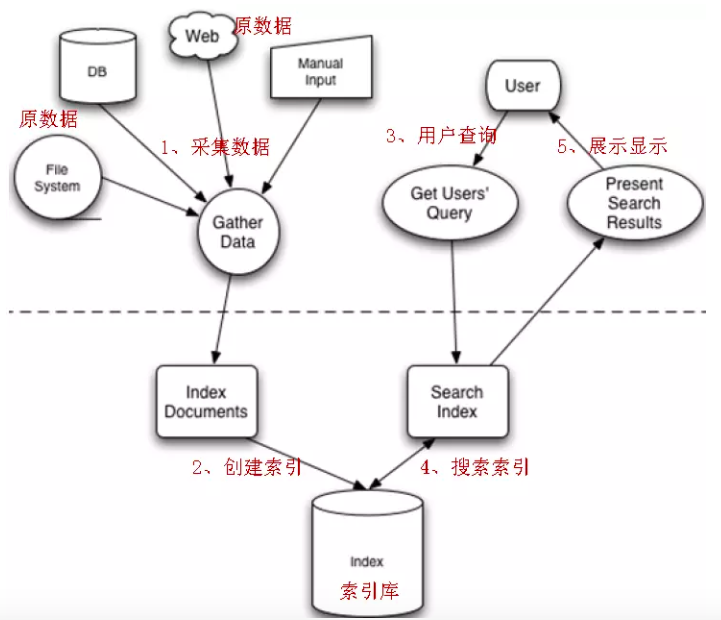 Web
原数据
DB
Manual
Input
原数据
1、采集数据
File
System
Gather
Data
User
3、用户查询
5、展示显示
Get Users'
Query
Present
Search
Results
Index
Documents
Search
Index
2、创建索引
4、搜索索引
Index
索引库